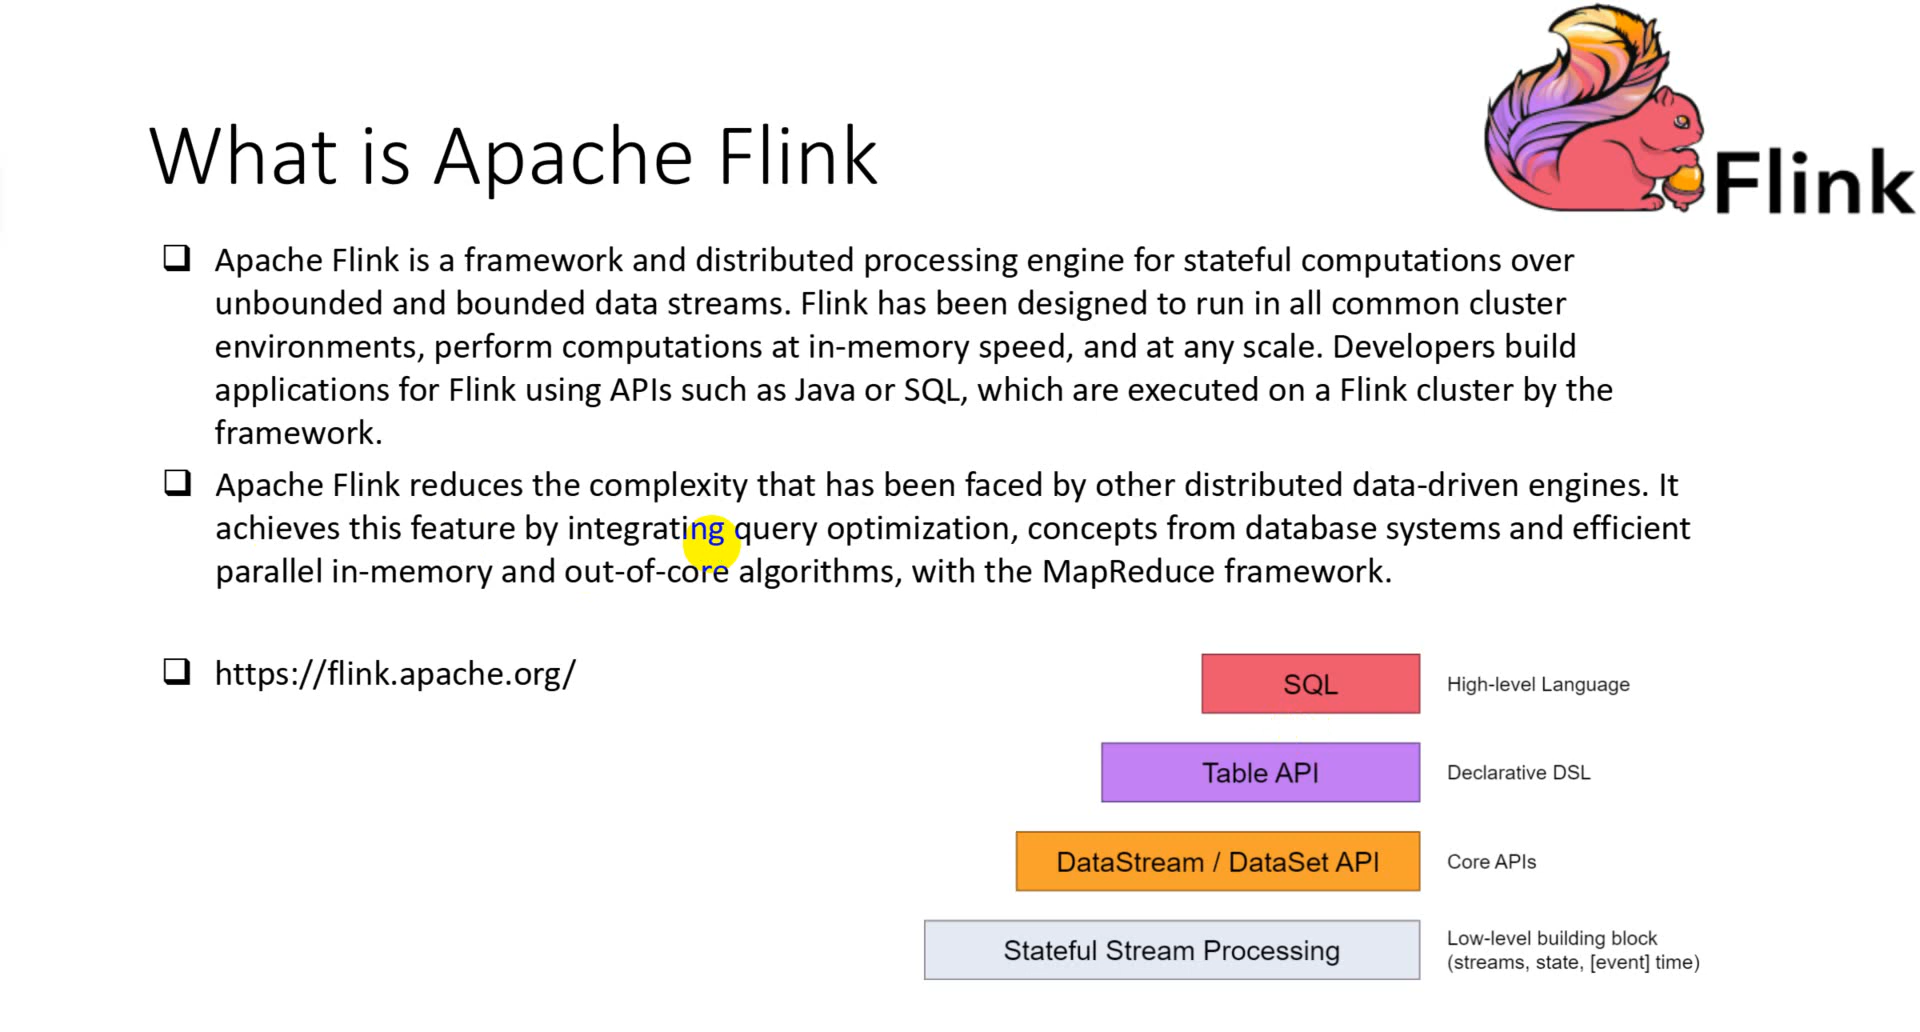 What is Apache Flink
Flink
Apache Flink is a framework and distributed processing engine for stateful computations over
unbounded and bounded data streams. Flink has been designed to run in all common cluster
environments, perform computations at in-memory speed, and at any scale. Developers build
applications for Flink using APIs such as Java or SQL, which are executed on a Flink cluster by the
framework.
Apache Flink reduces the complexity that has been faced by other distributed data-driven engines. It
achieves this feature by integrating query optimization, concepts from database systems and efficient
parallel in-memory and out-of-core algorithms, with the MapReduce framework.
https://flink.apache.org/
SQL High-level Language
Table API Declarative DSL
DataStream / DataSet API Core APIs
Stateful Stream Processing Low-level building block
(streams, state, [event] time)